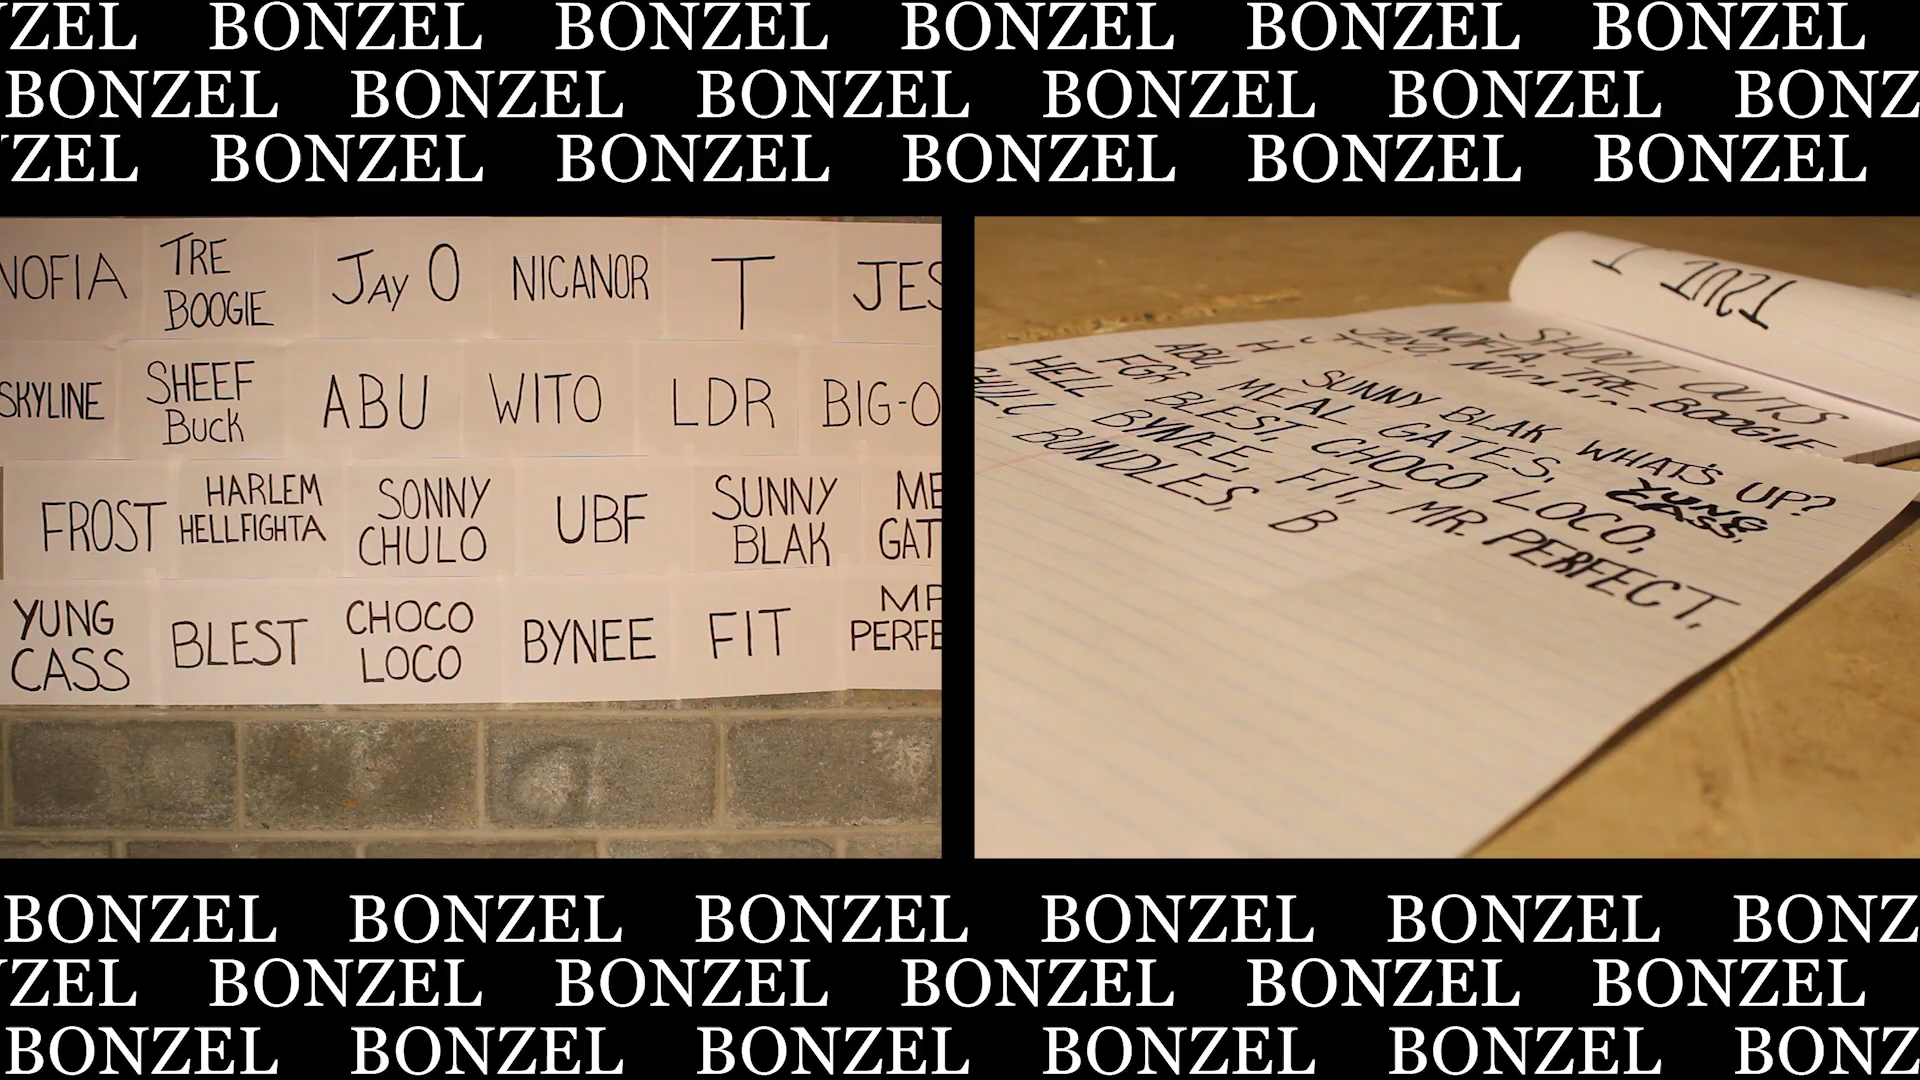 ZEL BONZEL BONZEL BONZEL BONZEL BONZEL
BONZEL BONZEL BONZEL BONZEL BONZEL BONZ
ZEL BONZEL BONZEL BONZEL BONZEL BONZEL
NOFIA TRE BOOGIE Jay O NICANOR T JES
SKYLINE SHEEF Buck ABU WITO LDR BIG-O
FROST HARLEM HELLFIGHTA SONNY CHULO UBF SUNNY BLAK ME GAT
YUNG CASS BLEST CHOCO LOCO BYNEE FIT MR PERFE
SHOUT OUTS
NOFIA, TRE BOOGIE
JAYO,
ABU,
SUNNY BLAK WHAT'S UP?
MEAL GATES, YUNG CASS,
FGR BLEST, CHOCO LOCO,
HELL BYNEE, FIT, MR. PERFECT,
CHILL BUNDLES, B
BONZEL BONZEL BONZEL BONZEL BONZEL BONZ
ZEL BONZEL BONZEL BONZEL BONZEL BONZEL
BONZEL BONZEL BONZEL BONZEL BONZEL BONZ